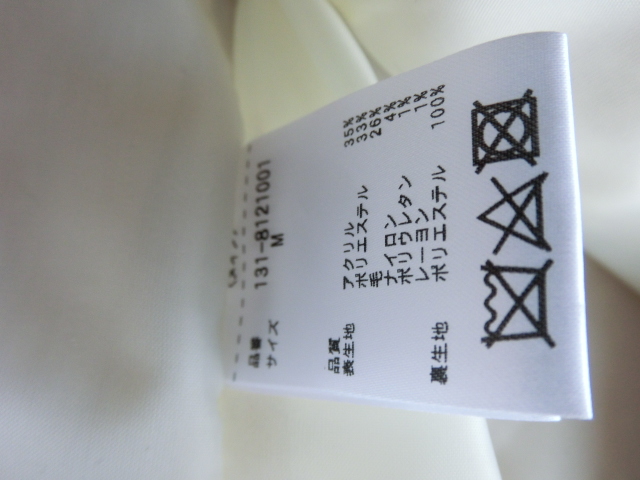 品番 131-8121001
サイズ M
品質
表生地 アクリル 35%
ポリエステル 33%
毛 26%
ナイロン 4%
ポリウレタン 1%
レーヨン 1%
裏生地 ポリエステル 100%